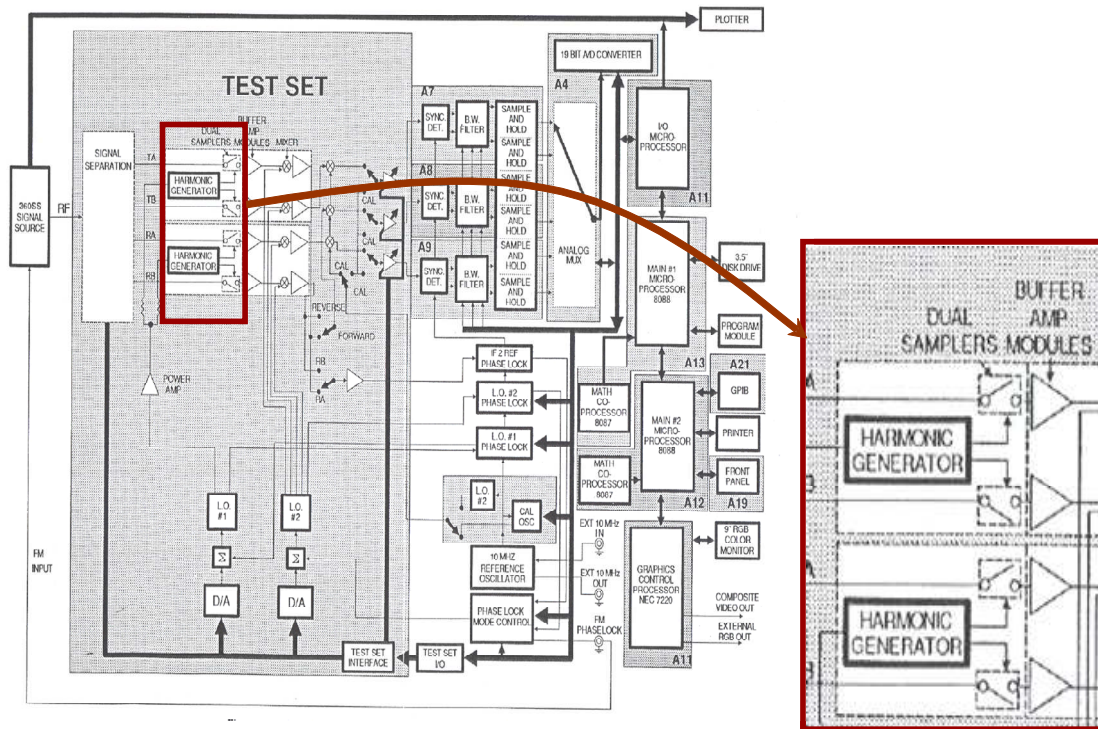 PLOTTER
19 BIT A/D CONVERTER
A4
TEST SET
A7
SYNC.
DET.
B.W.
FILTER
SAMPLE
AND
HOLD
SAMPLE
AND
HOLD
I/O
MICRO-
PROCESSOR
A11
DUAL
SAMPLERS
BUFFER
AMP
MODULES
MIXER
SIGNAL
SEPARATION
TA
HARMONIC
GENERATOR
TB
RA
HARMONIC
GENERATOR
RB
360SS
SIGNAL
SOURCE
RF
A8
SYNC.
DET.
B.W.
FILTER
SAMPLE
AND
HOLD
SAMPLE
AND
HOLD
CAL
CAL
CAL
CAL
A9
SYNC.
DET.
B.W.
FILTER
SAMPLE
AND
HOLD
SAMPLE
AND
HOLD
ANALOG
MUX
MAIN #1
MICRO
PROCESSOR
8088
3.5"
DISK DRIVE
PROGRAM
MODULE
A13
REVERSE
FORWARD
RB
RA
POWER
AMP
IF 2 REF
PHASE LOCK
L.O. #2
PHASE LOCK
L.O. #1
PHASE LOCK
MATH
CO-
PROCESSOR
8087
A21
GPIB
MAIN #2
MICRO-
PROCESSOR
8088
PRINTER
MATH
CO-
PROCESSOR
8087
A12
FRONT
PANEL
A19
L.O.
#1
L.O.
#2
L.O.
#2
CAL
OSC
Σ
Σ
D/A
D/A
FM
INPUT
10 MHZ
REFERENCE
OSCILLATOR
EXT 10 MHz
IN
EXT 10 MHz
OUT
PHASE LOCK
MODE CONTROL
FM
PHASELOCK
TEST SET
INTERFACE
TEST SET
I/O
GRAPHICS
CONTROL
PROCESSOR
NEC 7220
A11
9" RGB
COLOR
MONITOR
COMPOSITE
VIDEO OUT
EXTERNAL
RGB OUT
BUFFER
DUAL AMP
SAMPLERS MODULES
A
HARMONIC
GENERATOR
B
A
HARMONIC
GENERATOR
B